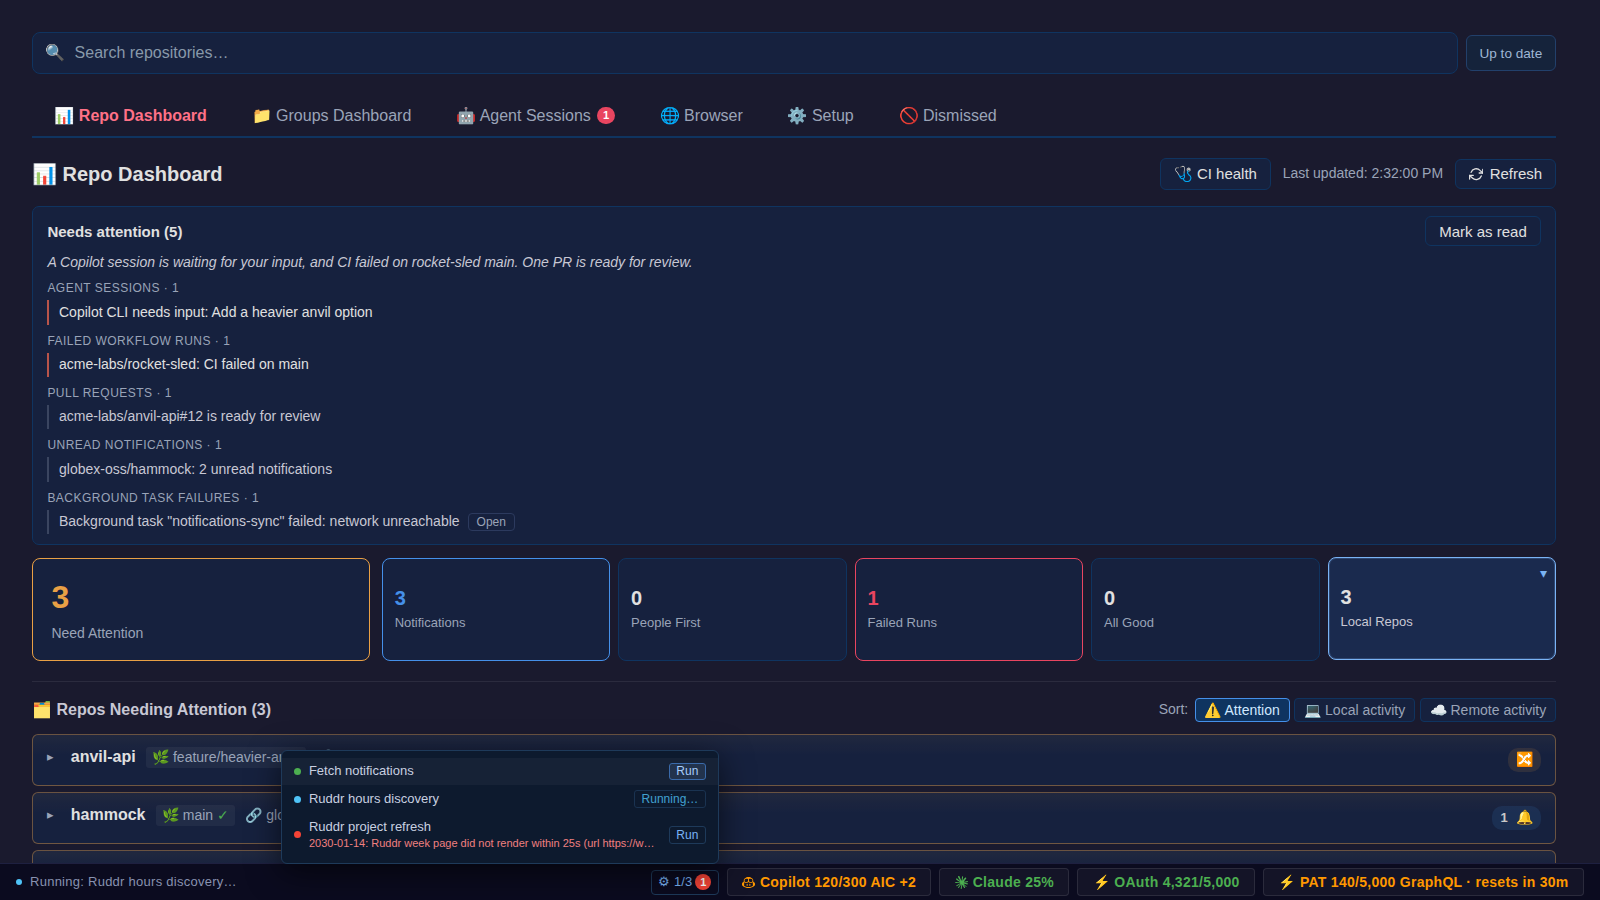 Search repositories…
Up to date
Repo Dashboard
Groups Dashboard
Agent Sessions 1
Browser
Setup
Dismissed
Repo Dashboard
CI health
Last updated: 2:32:00 PM
Refresh
Needs attention (5)
Mark as read
A Copilot session is waiting for your input, and CI failed on rocket-sled main. One PR is ready for review.
AGENT SESSIONS · 1
Copilot CLI needs input: Add a heavier anvil option
FAILED WORKFLOW RUNS · 1
acme-labs/rocket-sled: CI failed on main
PULL REQUESTS · 1
acme-labs/anvil-api#12 is ready for review
UNREAD NOTIFICATIONS · 1
globex-oss/hammock: 2 unread notifications
BACKGROUND TASK FAILURES · 1
Background task "notifications-sync" failed: network unreachable Open
3
Need Attention
3
Notifications
0
People First
1
Failed Runs
0
All Good
3
Local Repos
Repos Needing Attention (3)
Sort: Attention Local activity Remote activity
anvil-api feature/heavier-an
hammock main ✓ glo
1
Fetch notifications Run
Ruddr hours discovery Running…
Ruddr project refresh Run
2030-01-14: Ruddr week page did not render within 25s (url https://w…
Running: Ruddr hours discovery…
1/3 1
Copilot 120/300 AIC +2
Claude 25%
OAuth 4,321/5,000
PAT 140/5,000 GraphQL · resets in 30m